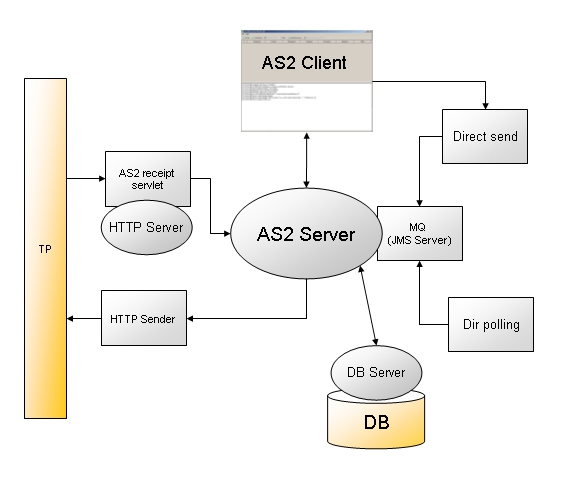 AS2 Client
Direct send
AS2 receipt
servlet
HTTP Server
TP
AS2 Server
MQ
(JMS Server)
HTTP Sender
Dir polling
DB Server
DB